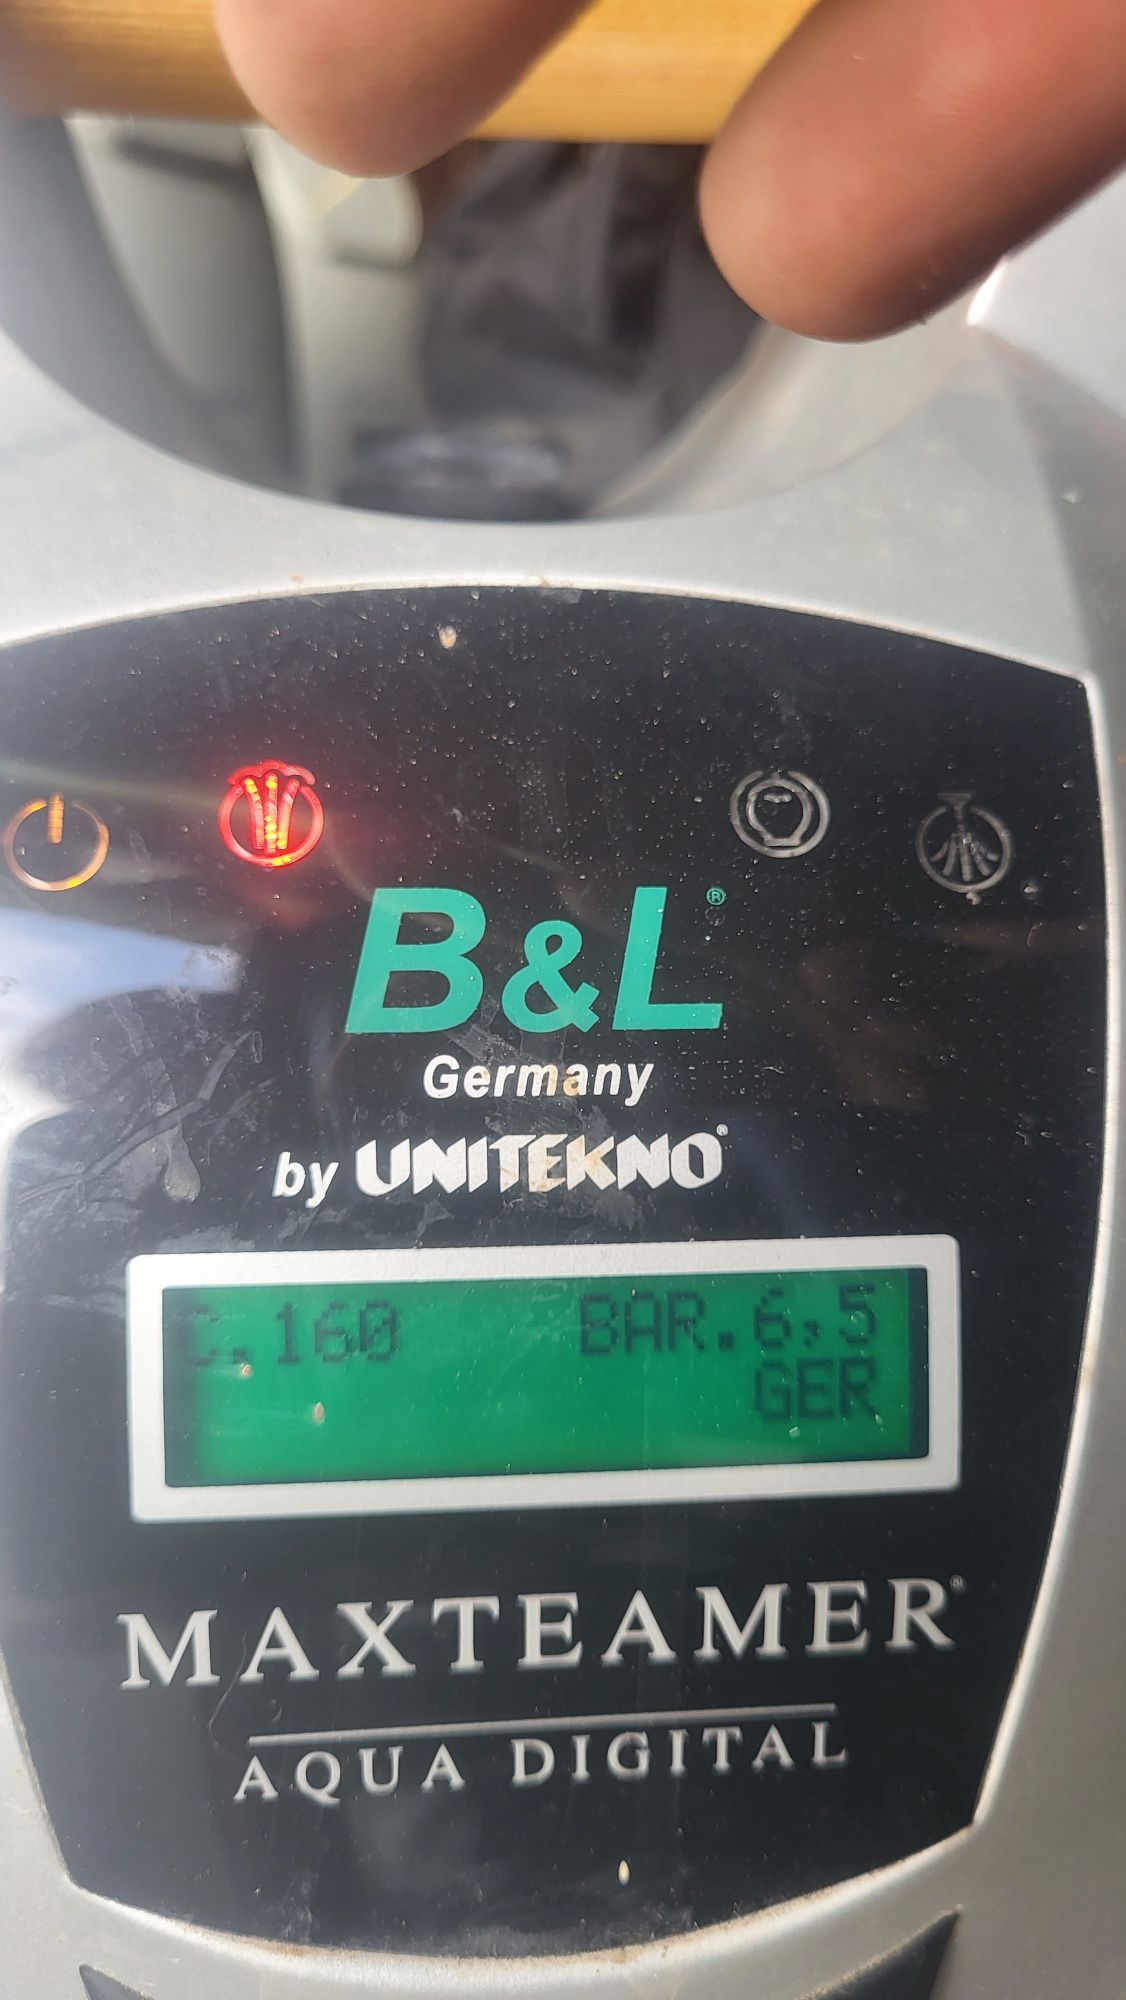 B&L®
Germany
by UNITEKNO®
C.160 BAR.6,5
GER
MAXTEAMER®
AQUA DIGITAL